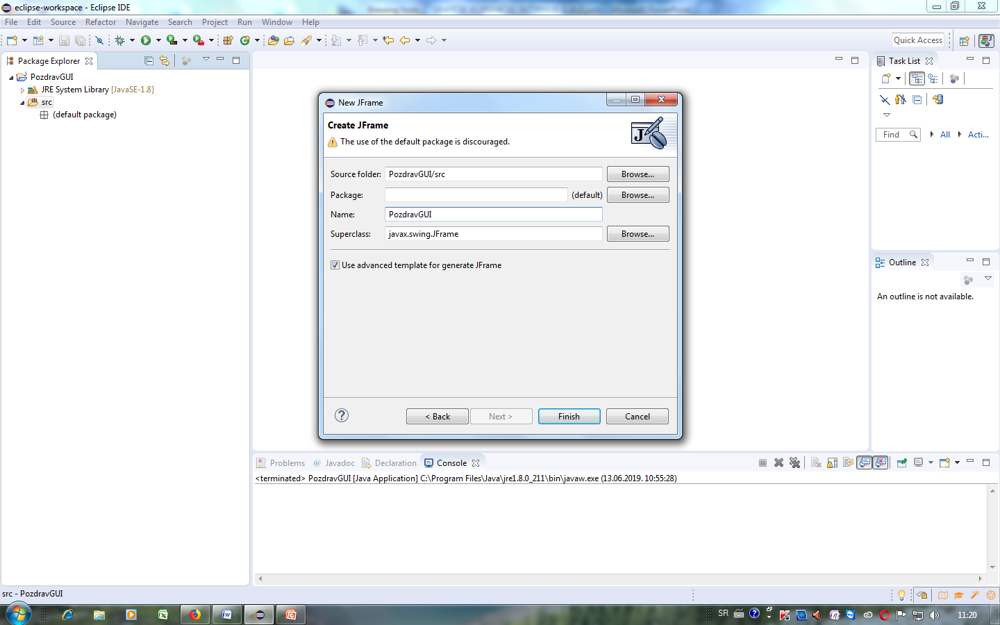 eclipse-workspace - Eclipse IDE
File Edit Source Refactor Navigate Search Project Run Window Help
Quick Access
Package Explorer
PozdravGUI
JRE System Library [JavaSE-1.8]
src
(default package)
New JFrame
Create JFrame
The use of the default package is discouraged.
J
Source folder: PozdravGUI/src Browse...
Package: (default) Browse...
Name: PozdravGUI
Superclass: javax.swing.JFrame Browse...
Use advanced template for generate JFrame
? < Back Next > Finish Cancel
Task List
Find All Acti...
Outline
An outline is not available.
Problems @ Javadoc Declaration Console
<terminated> PozdravGUI [Java Application] C:\Program Files\Java\jre1.8.0_211\bin\javaw.exe (13.06.2019. 10:55:28)
src - PozdravGUI
SR 11:20